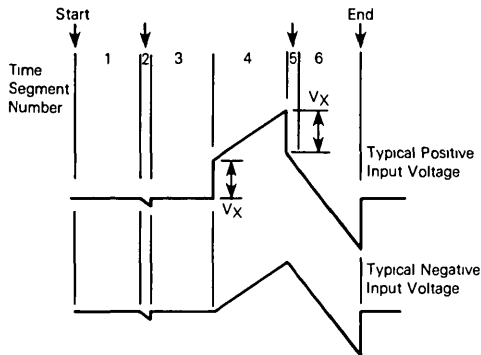 Start
End
Time
Segment
Number
1
2
3
4
5
6
VX
Typical Positive
Input Voltage
VX
Typical Negative
Input Voltage